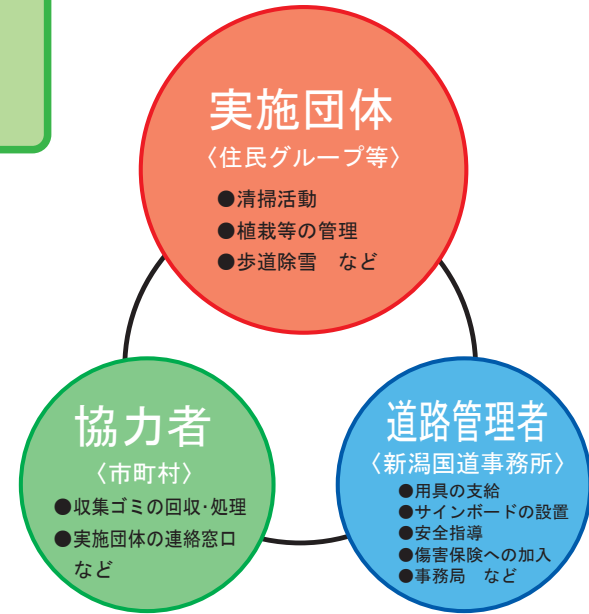 実施団体
〈住民グループ等〉
●清掃活動
●植栽等の管理
●歩道除雪　など
協力者
〈市町村〉
●収集ゴミの回収･処理
●実施団体の連絡窓口
など
道路管理者
〈新潟国道事務所〉
●用具の支給
●サインボードの設置
●安全指導
●傷害保険への加入
●事務局　など